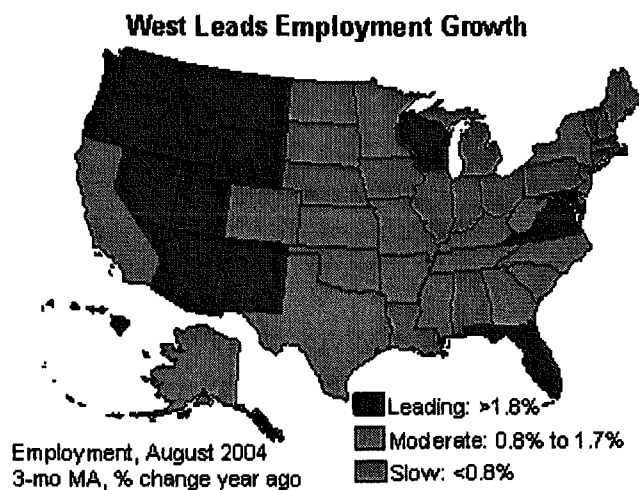 West Leads Employment Growth
Leading: >1.8%
Moderate: 0.8% to 1.7%
Slow: <0.8%
Employment, August 2004
3-mo MA, % change year ago